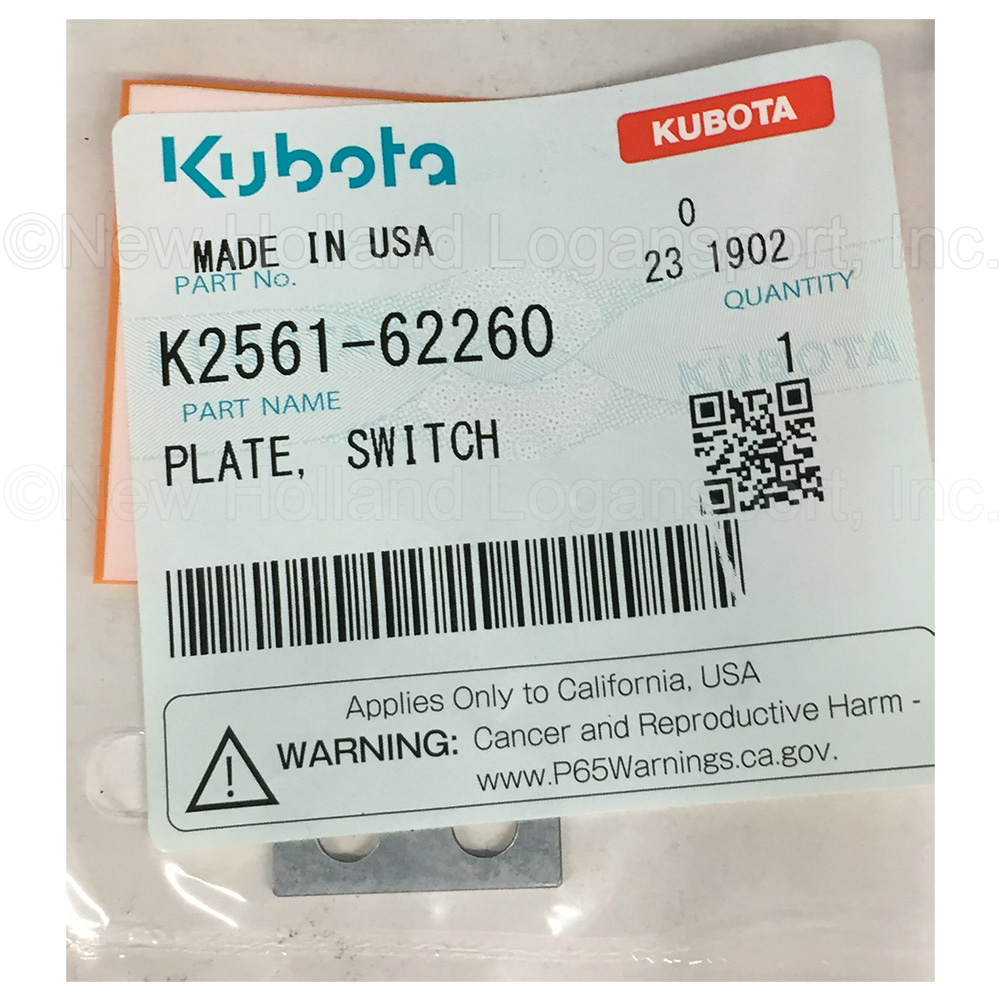 Kubota
KUBOTA
MADE IN USA
0
23 1902
PART No.
QUANTITY
K2561-62260
1
PART NAME
KUBOTA
PLATE, SWITCH
Applies Only to California, USA
WARNING: Cancer and Reproductive Harm -
www.P65Warnings.ca.gov.
©New Holland Logansport, Inc.
©New Holland Logansport, Inc.